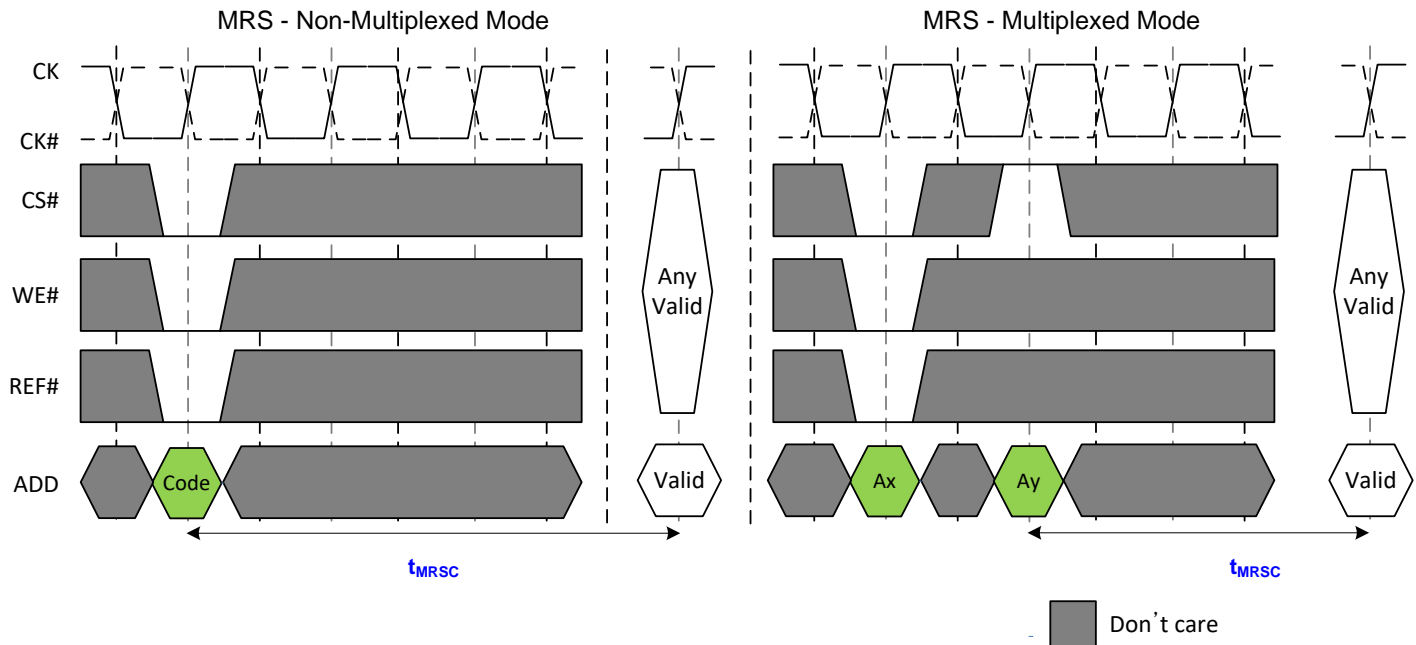 MRS - Non-Multiplexed Mode
MRS - Multiplexed Mode
CK
CK#
CS#
WE#
REF#
ADD
Any
Valid
Code
Valid
tMRSC
Any
Valid
Ax
Ay
Valid
tMRSC
Don't care